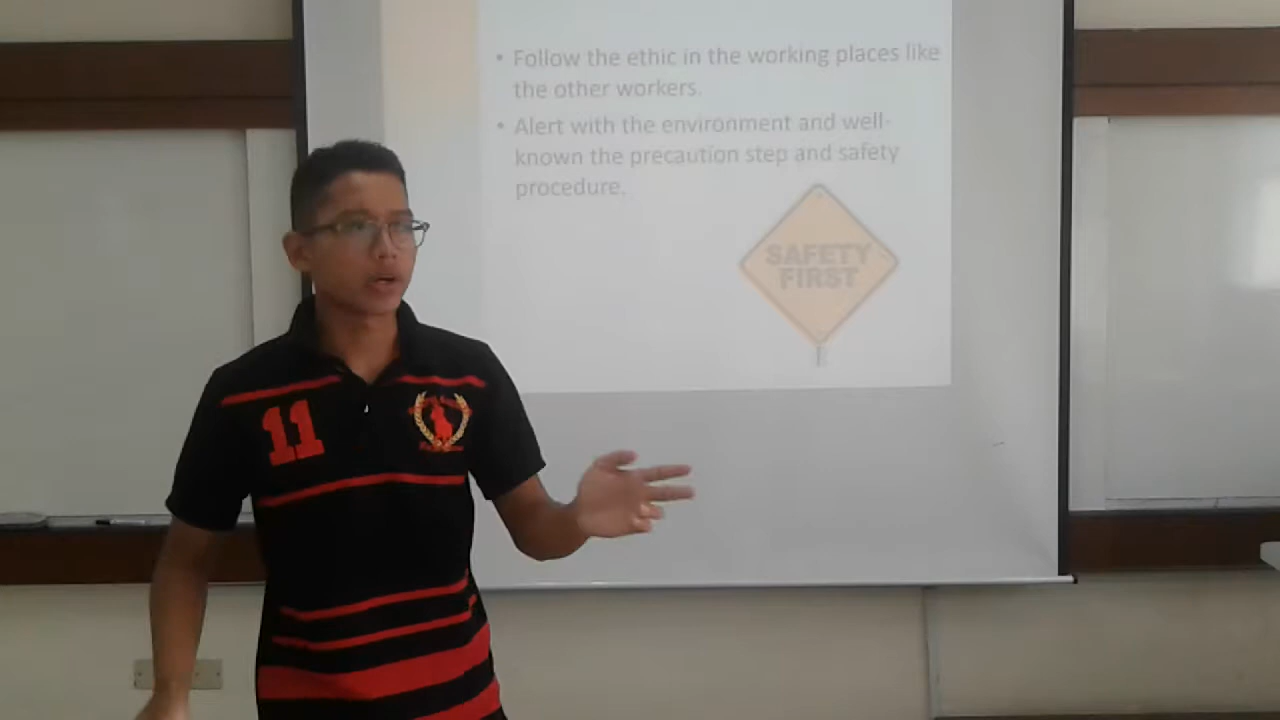 • Follow the ethic in the working places like
the other workers.
• Alert with the environment and well-
known the precaution step and safety
procedure.
SAFETY
FIRST
11